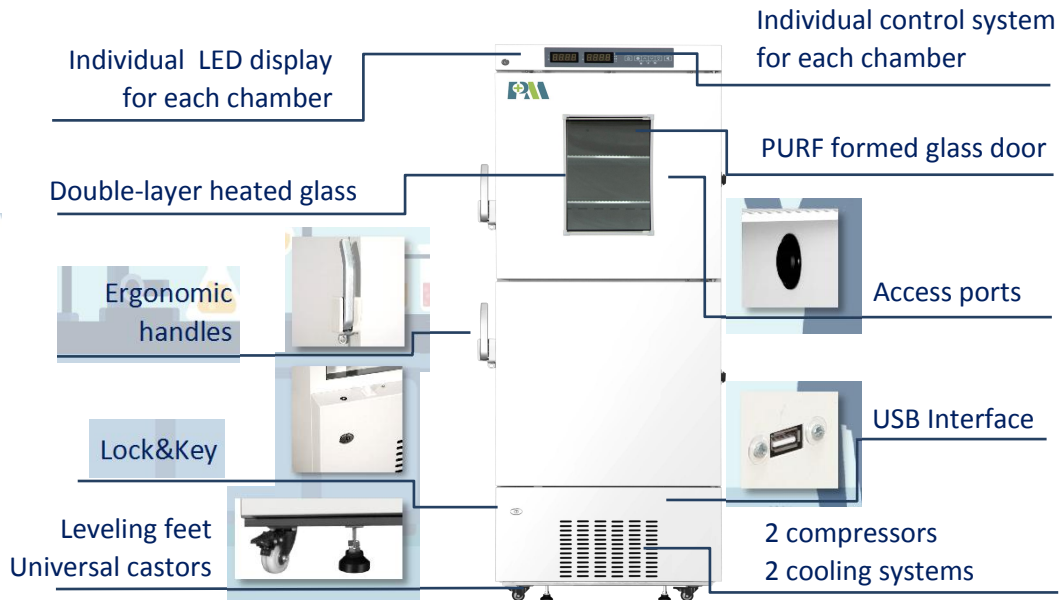 Individual LED display
for each chamber
Individual control system
for each chamber
PM
PURF formed glass door
Double-layer heated glass
Ergonomic
handles
Access ports
Lock&Key
USB Interface
Leveling feet
Universal castors
2 compressors
2 cooling systems